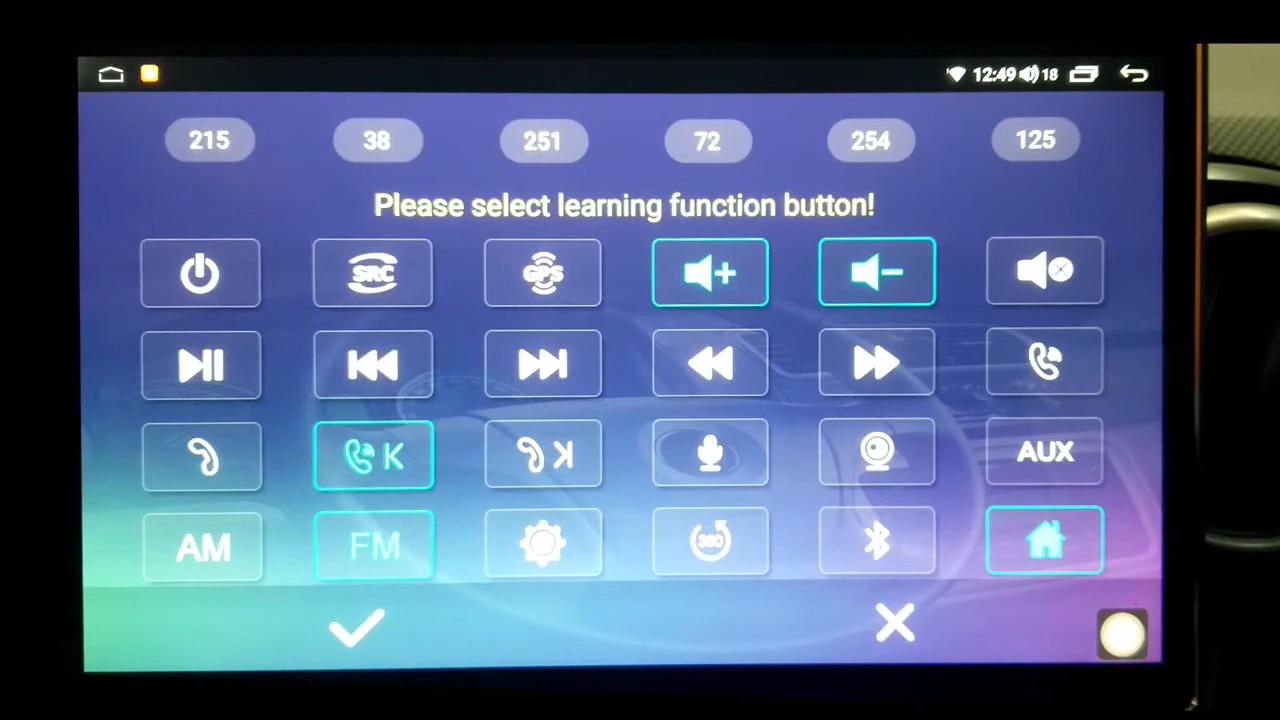 12:49 18
215 38 251 72 254 125
Please select learning function button!
SRC GPS
K K
AUX
AM FM 360